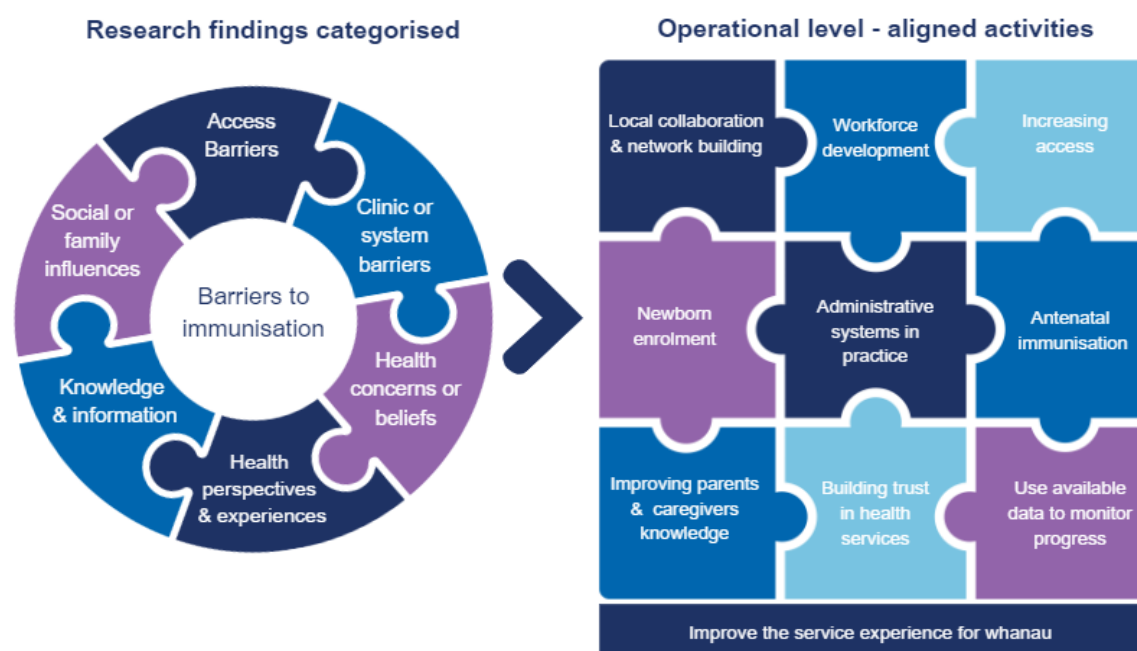 Research findings categorised
Access
Barriers
Clinic or
system
barriers
Health
concerns or
beliefs
Health
perspectives
& experiences
Knowledge
& information
Social or
family
influences
Barriers to
immunisation
Operational level - aligned activities
Local collaboration
& network building
Workforce
development
Increasing
access
Newborn
enrolment
Administrative
systems in
practice
Antenatal
immunisation
Improving parents
& caregivers
knowledge
Building trust
in health
services
Use available
data to monitor
progress
Improve the service experience for whanau